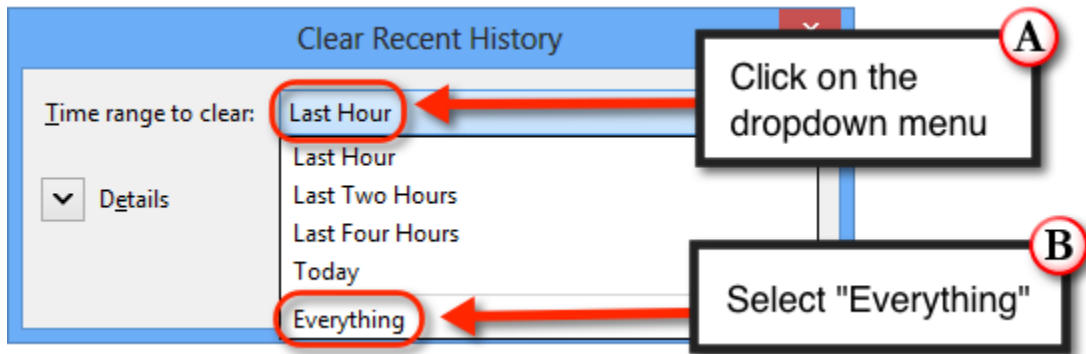 Clear Recent History
A
Click on the
dropdown menu
Time range to clear: Last Hour
Last Hour
Last Two Hours
Details
Last Four Hours
Today
B
Everything
Select "Everything"